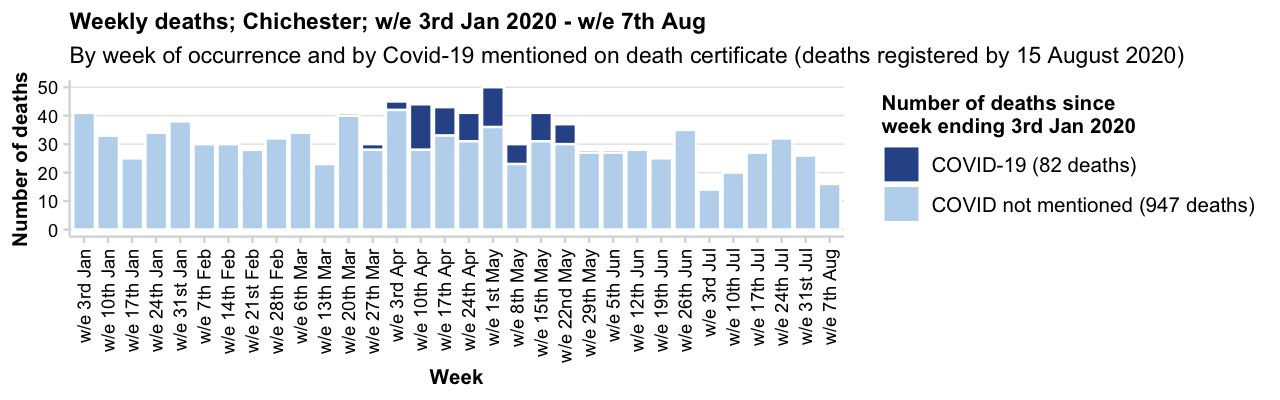 Weekly deaths; Chichester; w/e 3rd Jan 2020 - w/e 7th Aug
By week of occurrence and by Covid-19 mentioned on death certificate (deaths registered by 15 August 2020)
Number of deaths
50
40
30
20
10
0
w/e 3rd Jan
w/e 10th Jan
w/e 17th Jan
w/e 24th Jan
w/e 31st Jan
w/e 7th Feb
w/e 14th Feb
w/e 21st Feb
w/e 28th Feb
w/e 6th Mar
w/e 13th Mar
w/e 20th Mar
w/e 27th Mar
w/e 3rd Apr
w/e 10th Apr
w/e 17th Apr
w/e 24th Apr
w/e 1st May
w/e 8th May
w/e 15th May
w/e 22nd May
w/e 29th May
w/e 5th Jun
w/e 12th Jun
w/e 19th Jun
w/e 26th Jun
w/e 3rd Jul
w/e 10th Jul
w/e 17th Jul
w/e 24th Jul
w/e 31st Jul
w/e 7th Aug
Week
Number of deaths since
week ending 3rd Jan 2020
COVID-19 (82 deaths)
COVID not mentioned (947 deaths)